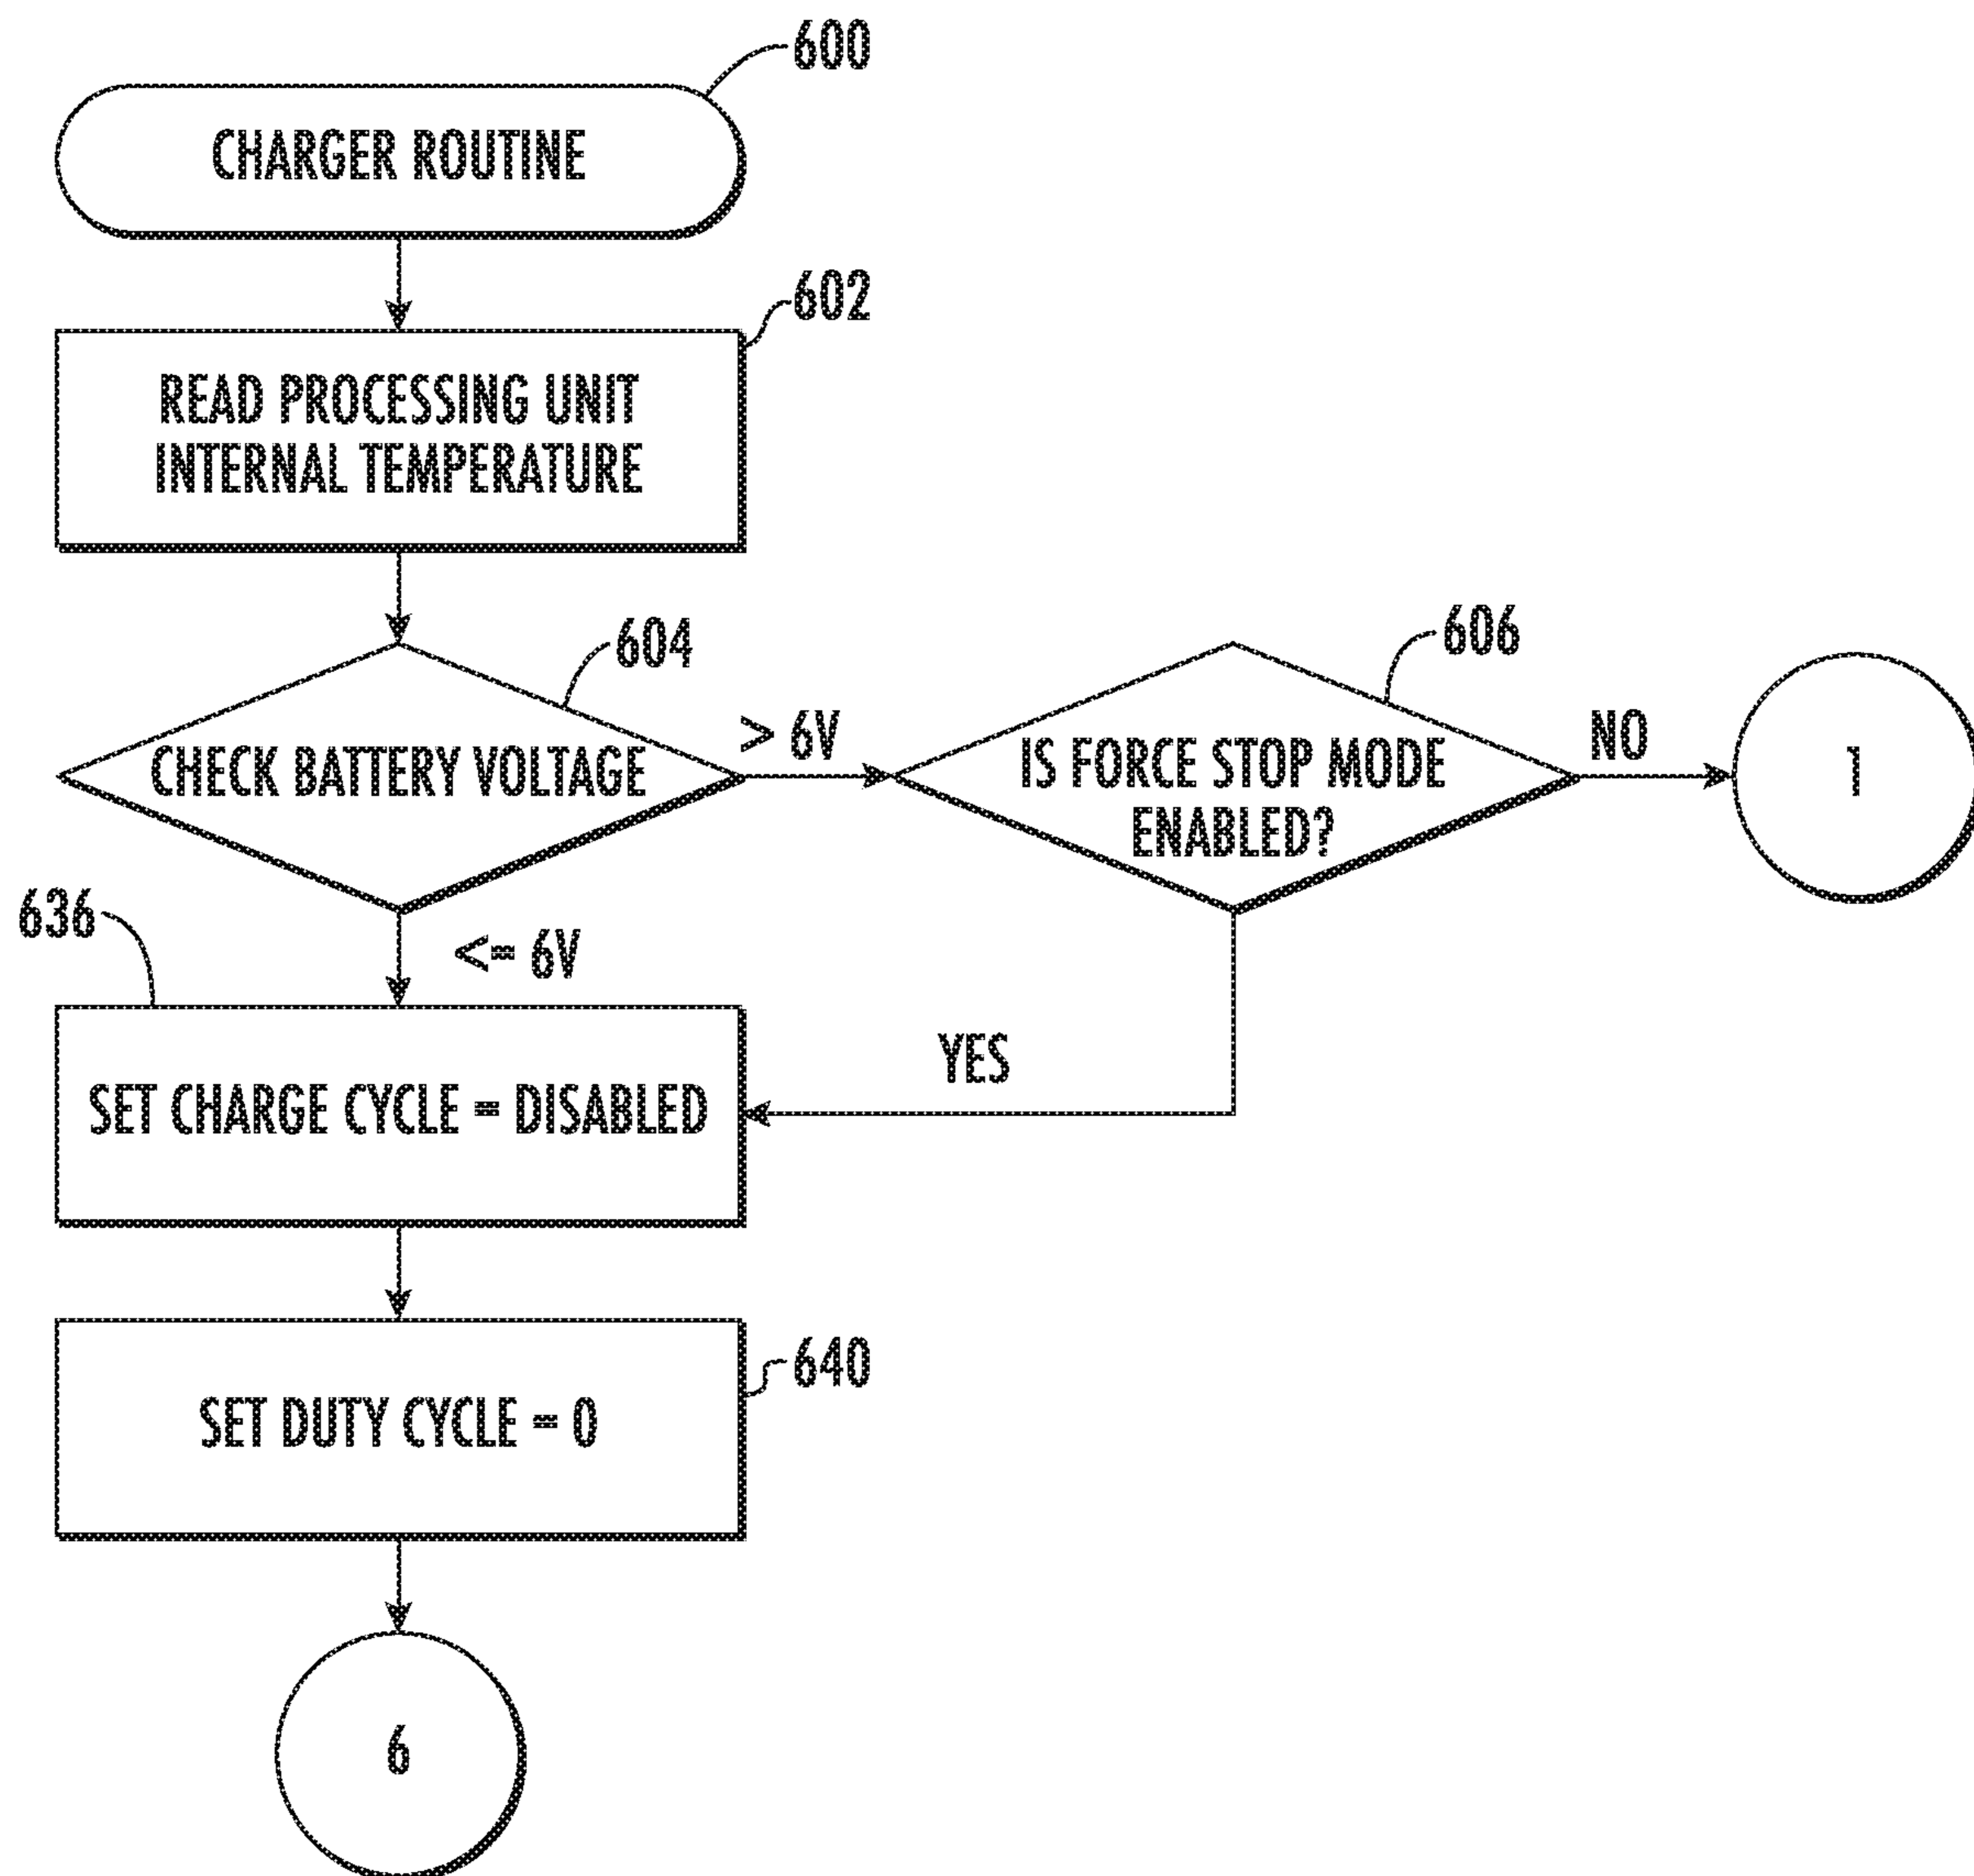 600
CHARGER ROUTINE
602
READ PROCESSING UNIT
INTERNAL TEMPERATURE
604
CHECK BATTERY VOLTAGE
> 6V
606
IS FORCE STOP MODE
ENABLED?
NO
1
636
<= 6V
YES
SET CHARGE CYCLE = DISABLED
640
SET DUTY CYCLE = 0
6